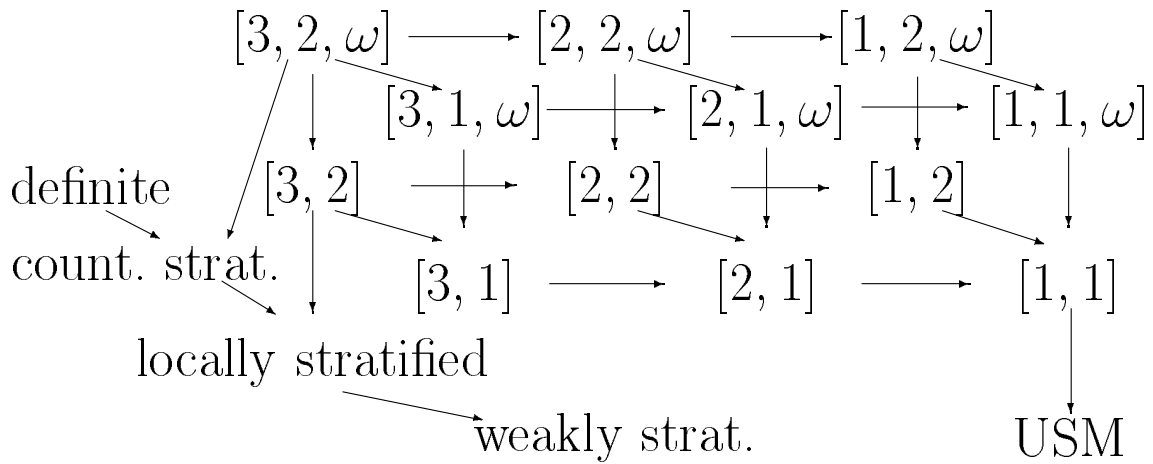 [3, 2, ω] [2, 2, ω] [1, 2, ω]
[3, 1, ω] [2, 1, ω] [1, 1, ω]
definite [3, 2] [2, 2] [1, 2]
count. strat. [3, 1] [2, 1] [1, 1]
locally stratified
weakly strat. USM